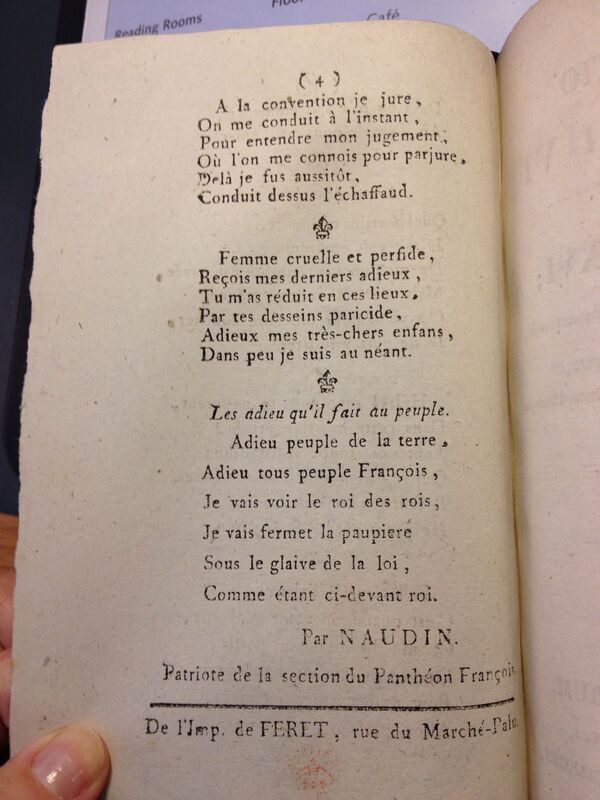 Reading Rooms
Floor
Café
( 4 )
A la convention je jure,
On me conduit à l'instant,
Pour entendre mon jugement,
Où l'on me connois pour parjure,
Delà je fus aussitôt,
Conduit dessus l'échaffaud.
Femme cruelle et perfide,
Reçois mes derniers adieux,
Tu m'as réduit en ces lieux,
Par tes desseins paricide,
Adieux mes très-chers enfans,
Dans peu je suis au néant.
Les adieu qu'il fait au peuple.
Adieu peuple de la terre,
Adieu tous peuple François,
Je vais voir le roi des rois,
Je vais fermet la paupiere
Sous le glaive de la loi,
Comme étant ci-devant roi.
Par NAUDIN.
Patriote de la section du Panthéon François.
De l'Imp. de FERET, rue du Marché-Palu.